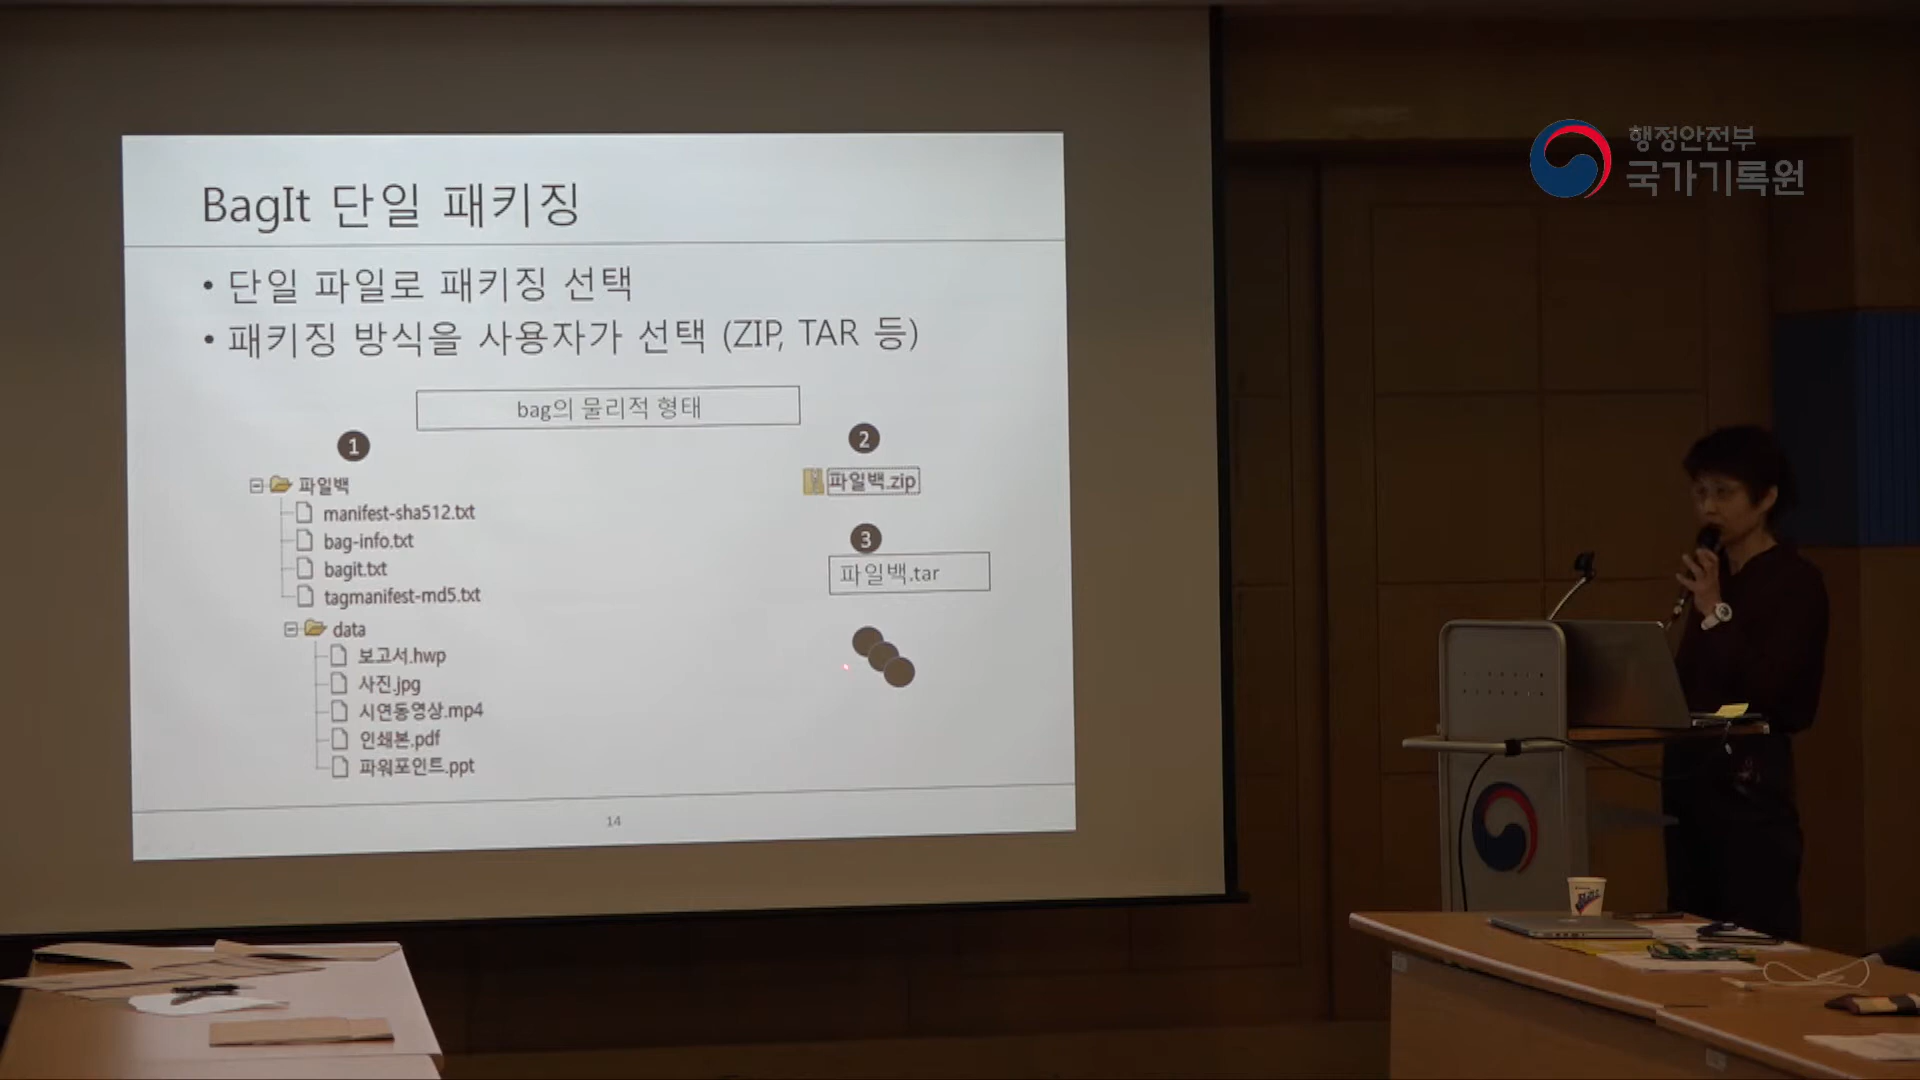 행정안전부
국가기록원
BagIt 단일 패키징
• 단일 파일로 패키징 선택
• 패키징 방식을 사용자가 선택 (ZIP, TAR 등)
bag의 물리적 형태
1
파일백
manifest-sha512.txt
bag-info.txt
bagit.txt
tagmanifest-md5.txt
data
보고서.hwp
사진.jpg
시연동영상.mp4
인쇄본.pdf
파워포인트.ppt
2
파일백.zip
3
파일백.tar
14